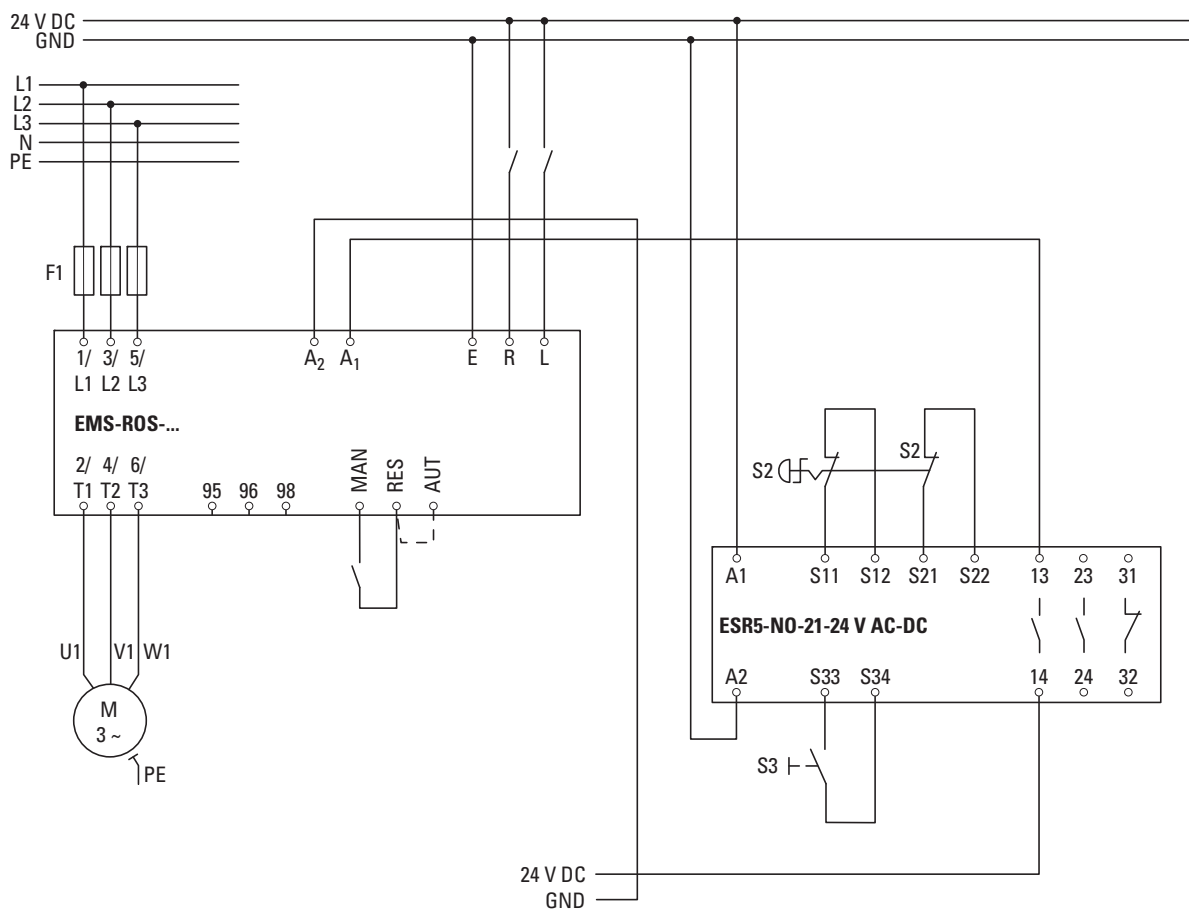 24 V DC
GND
L1
L2
L3
N
PE
F1
1/ 3/ 5/
L1 L2 L3
A2 A1 E R L
EMS-ROS-...
2/ 4/ 6/
T1 T2 T3
95 96 98
MAN RES AUT
U1 V1 W1
M
3 ~
PE
S2 S2
A1 S11 S12 S21 S22 13 23 31
ESR5-NO-21-24 V AC-DC
A2 S33 S34 14 24 32
S3
24 V DC
GND